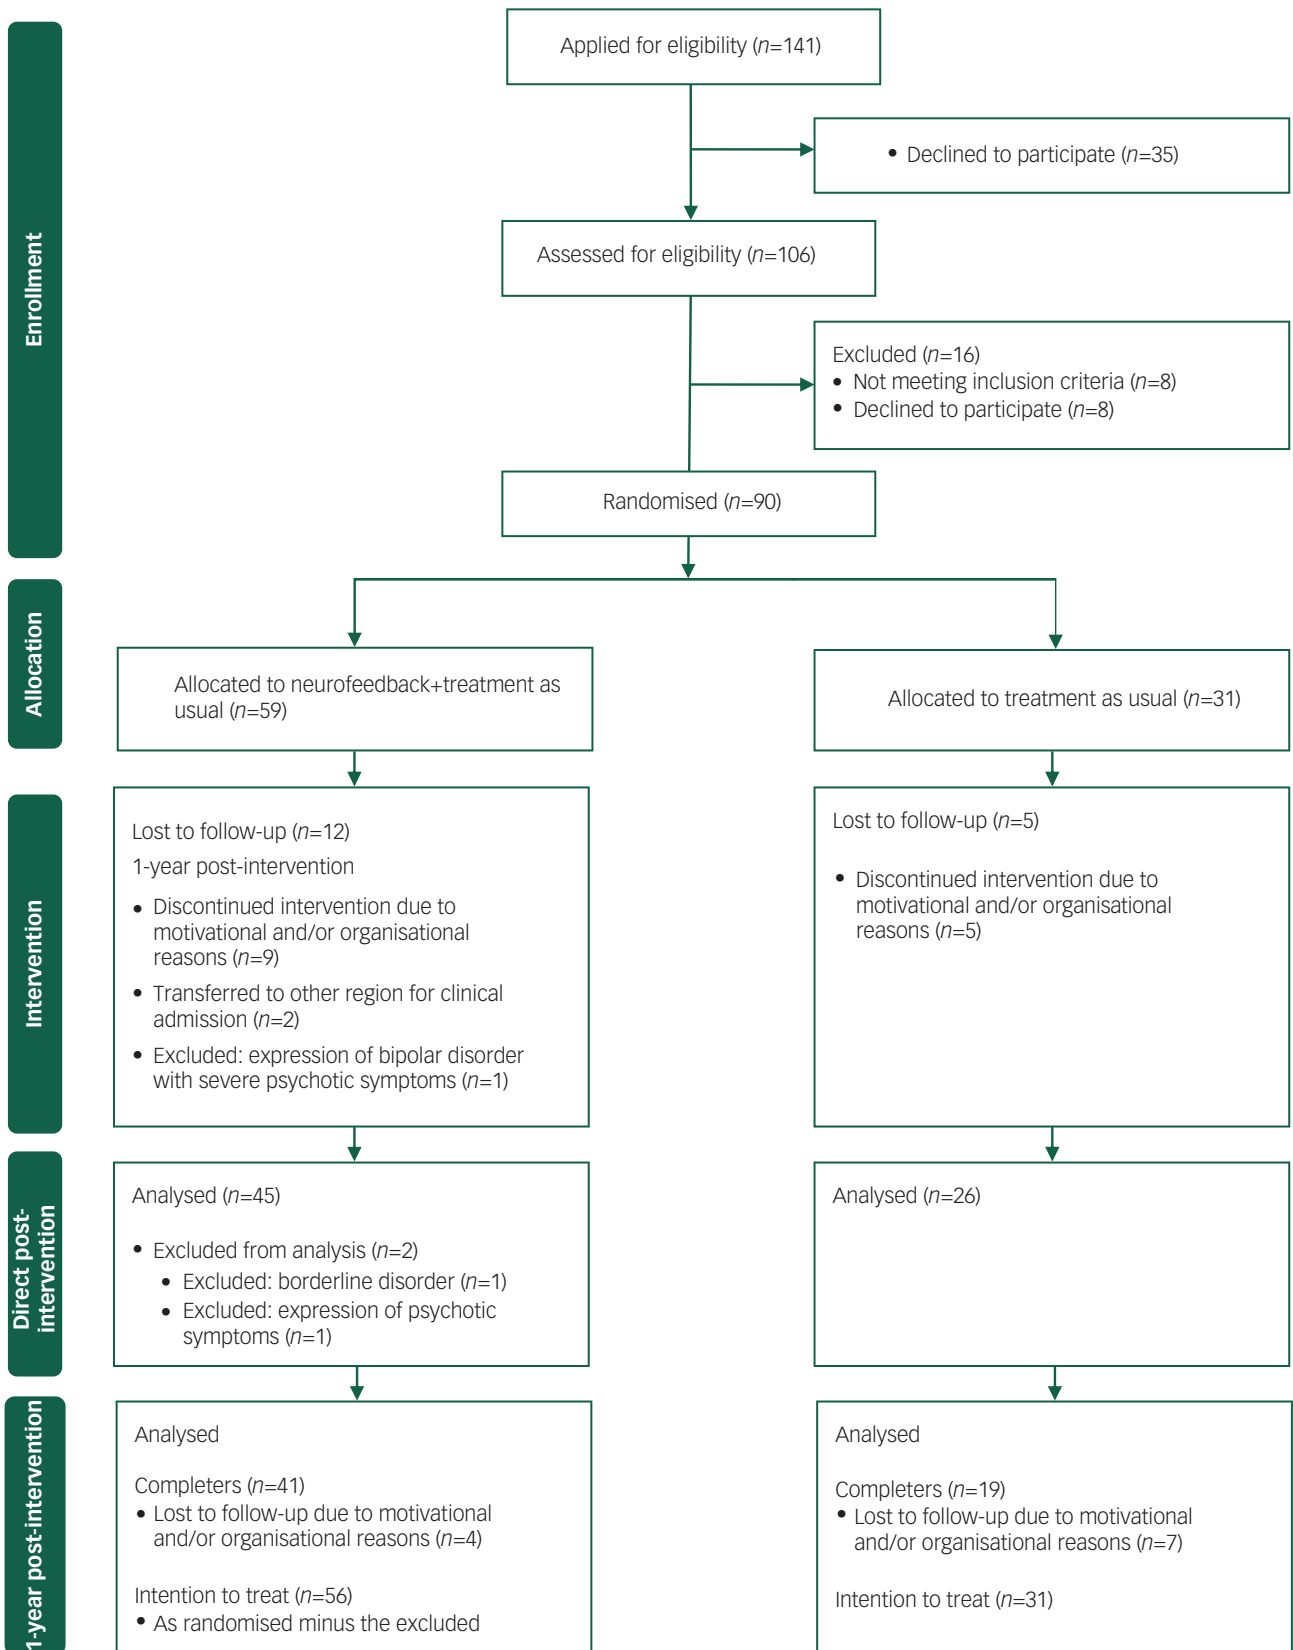 Enrollment
Applied for eligibility (n=141)
• Declined to participate (n=35)
Assessed for eligibility (n=106)
Excluded (n=16)
• Not meeting inclusion criteria (n=8)
• Declined to participate (n=8)
Randomised (n=90)
Allocation
Allocated to neurofeedback+treatment as
usual (n=59)
Allocated to treatment as usual (n=31)
Intervention
Lost to follow-up (n=12)
1-year post-intervention
• Discontinued intervention due to
motivational and/or organisational
reasons (n=9)
• Transferred to other region for clinical
admission (n=2)
• Excluded: expression of bipolar disorder
with severe psychotic symptoms (n=1)
Lost to follow-up (n=5)
• Discontinued intervention due to
motivational and/or organisational
reasons (n=5)
Direct post-
intervention
Analysed (n=45)
• Excluded from analysis (n=2)
• Excluded: borderline disorder (n=1)
• Excluded: expression of psychotic
symptoms (n=1)
Analysed (n=26)
1-year post-intervention
Analysed
Completers (n=41)
• Lost to follow-up due to motivational
and/or organisational reasons (n=4)
Intention to treat (n=56)
• As randomised minus the excluded
Analysed
Completers (n=19)
• Lost to follow-up due to motivational
and/or organisational reasons (n=7)
Intention to treat (n=31)